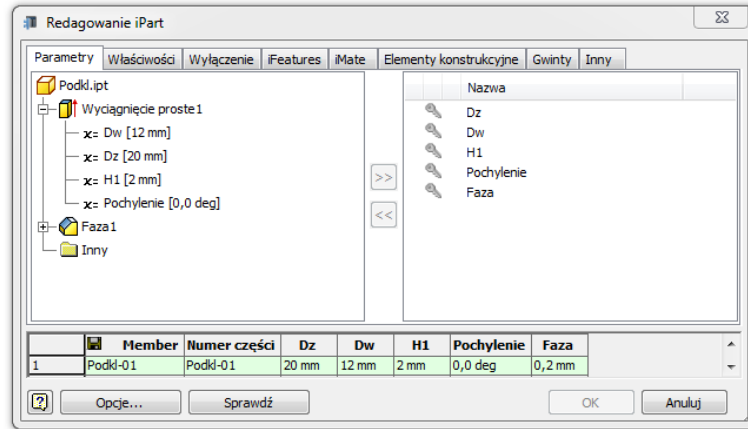 Redagowanie iPart
Parametry Właściwości Wyłączenie iFeatures iMate Elementy konstrukcyjne Gwinty Inny
Podkl.ipt
Wyciągnięcie proste1
x= Dw [12 mm]
x= Dz [20 mm]
x= H1 [2 mm]
x= Pochylenie [0,0 deg]
Faza1
Inny
>>
<<
Nazwa
Dz
Dw
H1
Pochylenie
Faza
Member Numer części Dz Dw H1 Pochylenie Faza
1 Podkl-01 Podkl-01 20 mm 12 mm 2 mm 0,0 deg 0,2 mm
? Opcje... Sprawdź OK Anuluj